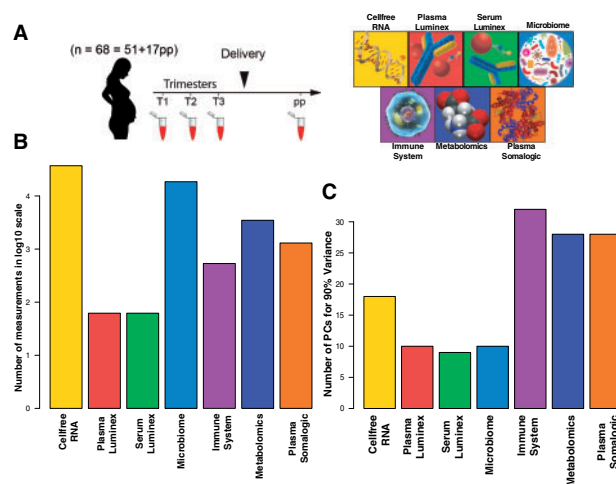 A
(n = 68 = 51+17pp)
Delivery
Trimesters
T1 T2 T3 pp
Cellfree
RNA
Plasma
Luminex
Serum
Luminex
Microbiome
Immune
System
Metabolomics
Plasma
Somalogic
B
Number of measurements in log10 scale
4
3
2
1
0
Cellfree
RNA
Plasma
Luminex
Serum
Luminex
Microbiome
Immune
System
Metabolomics
Plasma
Somalogic
C
Number of PCs for 90% Variance
30
25
20
15
10
5
0
Cellfree
RNA
Plasma
Luminex
Serum
Luminex
Microbiome
Immune
System
Metabolomics
Plasma
Somalogic